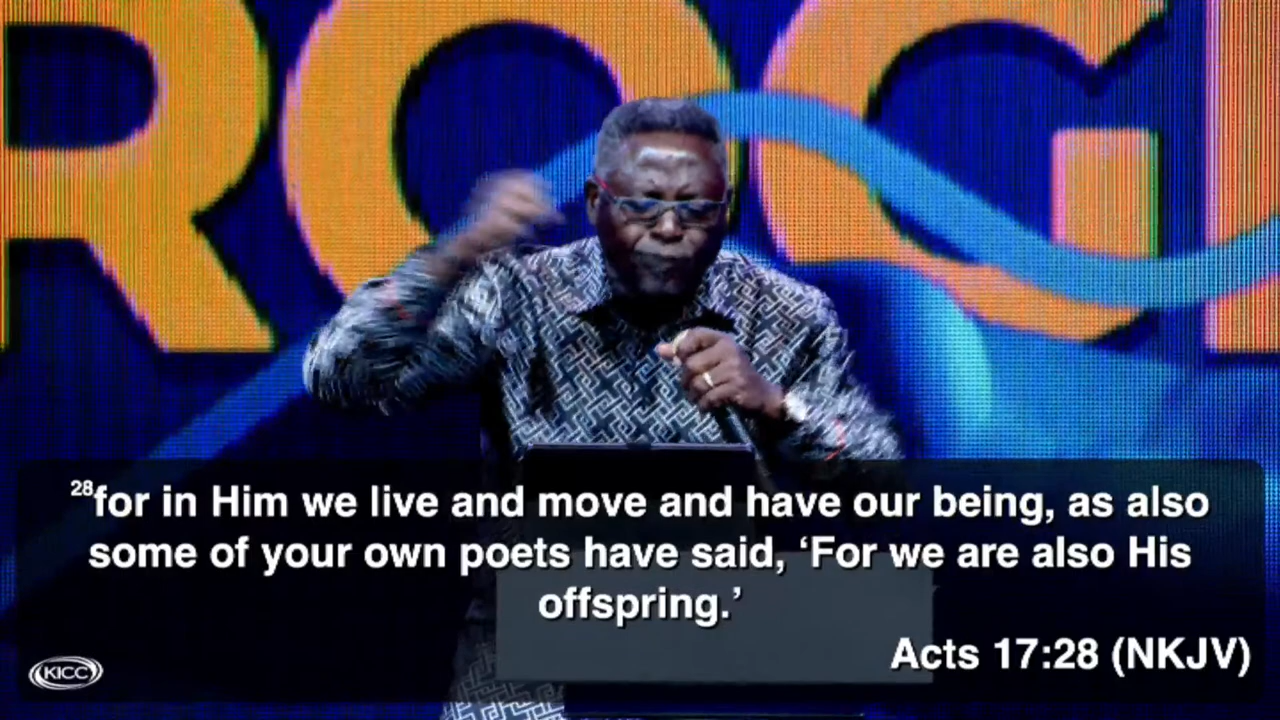 ROGR
²⁸for in Him we live and move and have our being, as also
some of your own poets have said, ‘For we are also His
offspring.’
Acts 17:28 (NKJV)
KICC